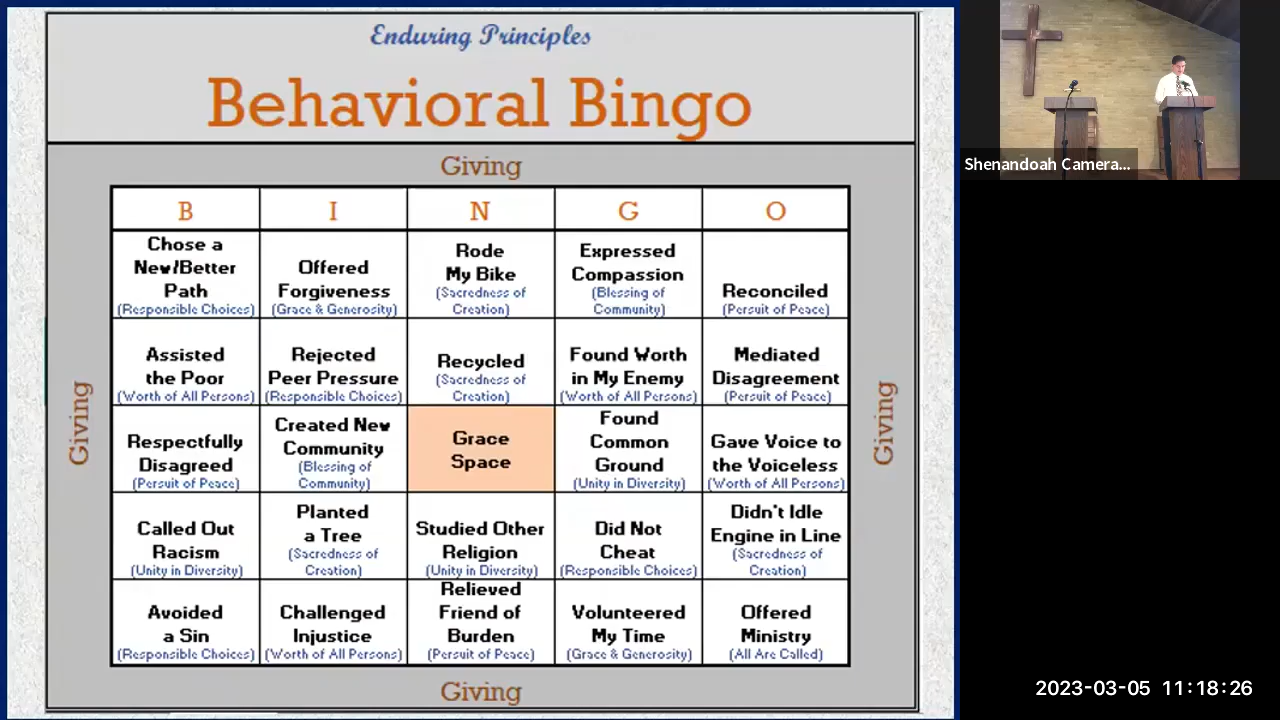 Enduring Principles
Behavioral Bingo
Giving
B I N G O
Chose a
New/Better
Path
(Responsible Choices)
Offered
Forgiveness
(Grace & Generosity)
Rode
My Bike
(Sacredness of
Creation)
Expressed
Compassion
(Blessing of
Community)
Reconciled
(Persuit of Peace)
Assisted
the Poor
(Worth of All Persons)
Rejected
Peer Pressure
(Responsible Choices)
Recycled
(Sacredness of
Creation)
Found Worth
in My Enemy
(Worth of All Persons)
Mediated
Disagreement
(Persuit of Peace)
Giving
Respectfully
Disagreed
(Persuit of Peace)
Created New
Community
(Blessing of
Community)
Grace
Space
Found
Common
Ground
(Unity in Diversity)
Gave Voice to
the Voiceless
(Worth of All Persons)
Giving
Called Out
Racism
(Unity in Diversity)
Planted
a Tree
(Sacredness of
Creation)
Studied Other
Religion
(Unity in Diversity)
Did Not
Cheat
(Responsible Choices)
Didn't Idle
Engine in Line
(Sacredness of
Creation)
Avoided
a Sin
(Responsible Choices)
Challenged
Injustice
(Worth of All Persons)
Relieved
Friend of
Burden
(Persuit of Peace)
Volunteered
My Time
(Grace & Generosity)
Offered
Ministry
(All Are Called)
Giving
Shenandoah Camera...
2023-03-05 11:18:26